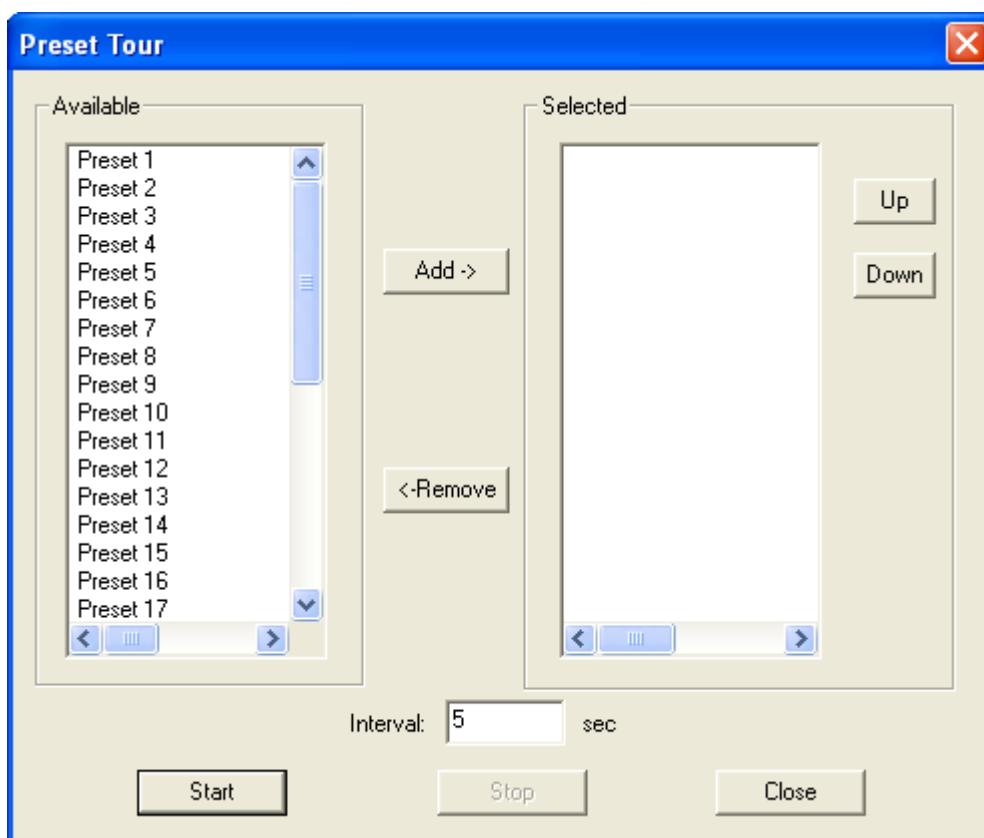 Preset Tour
Available
Preset 1
Preset 2
Preset 3
Preset 4
Preset 5
Preset 6
Preset 7
Preset 8
Preset 9
Preset 10
Preset 11
Preset 12
Preset 13
Preset 14
Preset 15
Preset 16
Preset 17
Add ->
<-Remove
Selected
Up
Down
Interval: 5 sec
Start Stop Close